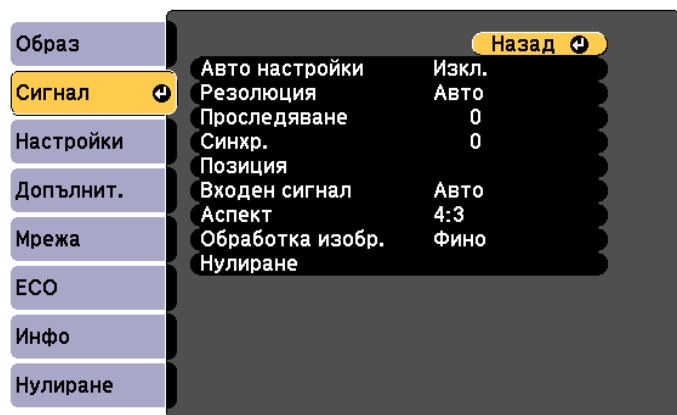 Образ
Сигнал
Настройки
Допълнит.
Мрежа
ECO
Инфо
Нулиране
Назад
Авто настройки Изкл.
Резолюция Авто
Проследяване 0
Синхр. 0
Позиция
Входен сигнал Авто
Аспект 4:3
Обработка изобр. Фино
Нулиране